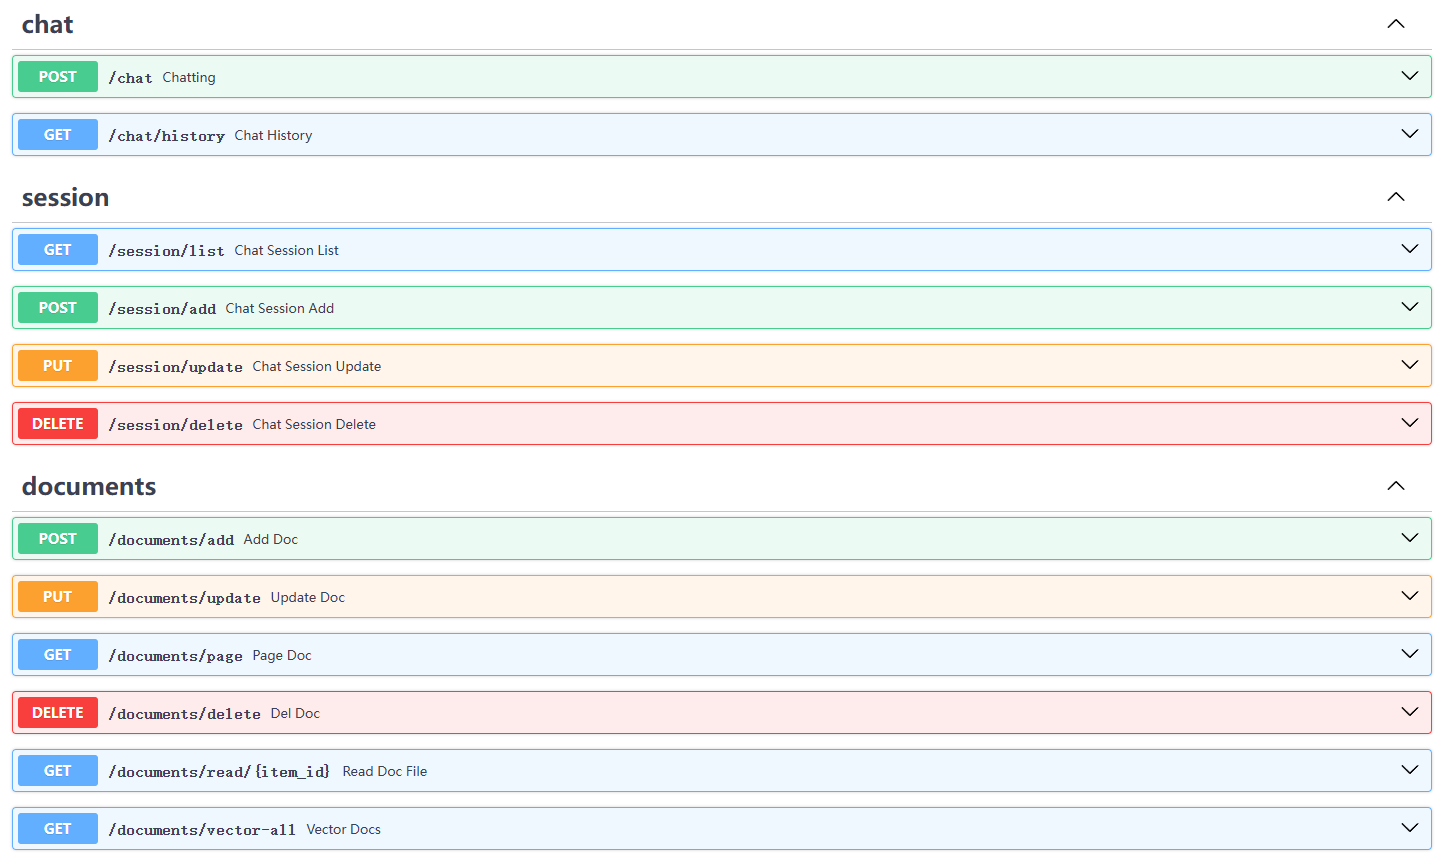 chat
POST /chat Chatting
GET /chat/history Chat History
session
GET /session/list Chat Session List
POST /session/add Chat Session Add
PUT /session/update Chat Session Update
DELETE /session/delete Chat Session Delete
documents
POST /documents/add Add Doc
PUT /documents/update Update Doc
GET /documents/page Page Doc
DELETE /documents/delete Del Doc
GET /documents/read/{item_id} Read Doc File
GET /documents/vector-all Vector Docs